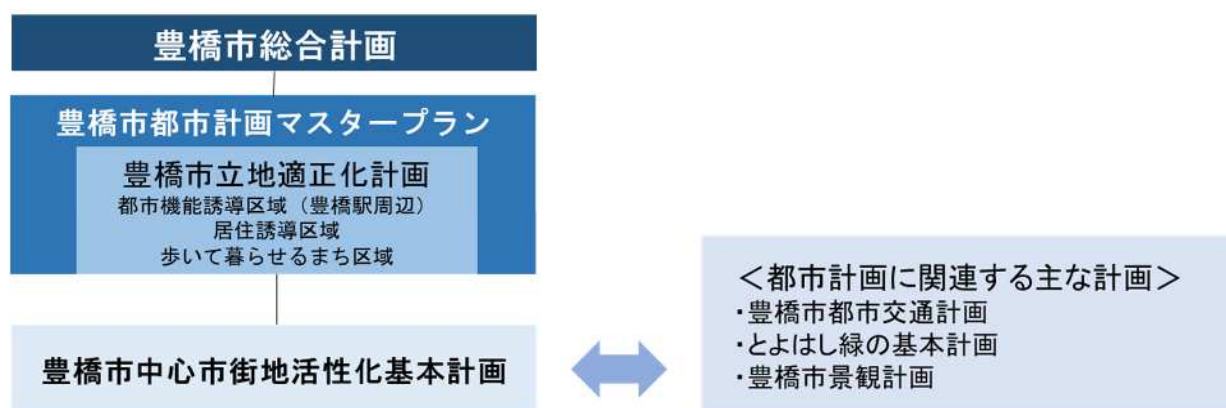 豊橋市総合計画
豊橋市都市計画マスタープラン
豊橋市立地適正化計画
都市機能誘導区域（豊橋駅周辺）
居住誘導区域
歩いて暮らせるまち区域
豊橋市中心市街地活性化基本計画
＜都市計画に関連する主な計画＞
・豊橋市都市交通計画
・とよはし緑の基本計画
・豊橋市景観計画